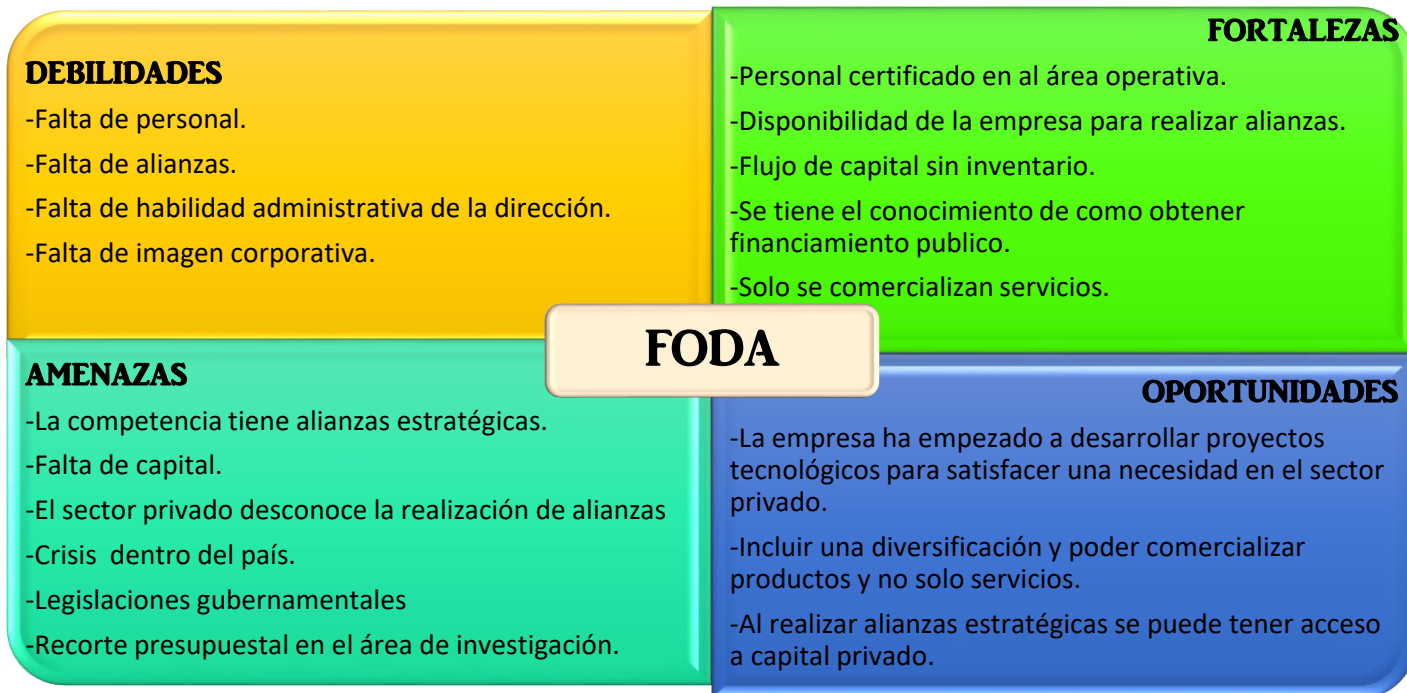 DEBILIDADES
-Falta de personal.
-Falta de alianzas.
-Falta de habilidad administrativa de la dirección.
-Falta de imagen corporativa.
FORTALEZAS
-Personal certificado en al área operativa.
-Disponibilidad de la empresa para realizar alianzas.
-Flujo de capital sin inventario.
-Se tiene el conocimiento de como obtener
financiamiento publico.
-Solo se comercializan servicios.
FODA
AMENAZAS
-La competencia tiene alianzas estratégicas.
-Falta de capital.
-El sector privado desconoce la realización de alianzas
-Crisis  dentro del país.
-Legislaciones gubernamentales
-Recorte presupuestal en el área de investigación.
OPORTUNIDADES
-La empresa ha empezado a desarrollar proyectos
tecnológicos para satisfacer una necesidad en el sector
privado.
-Incluir una diversificación y poder comercializar
productos y no solo servicios.
-Al realizar alianzas estratégicas se puede tener acceso
a capital privado.